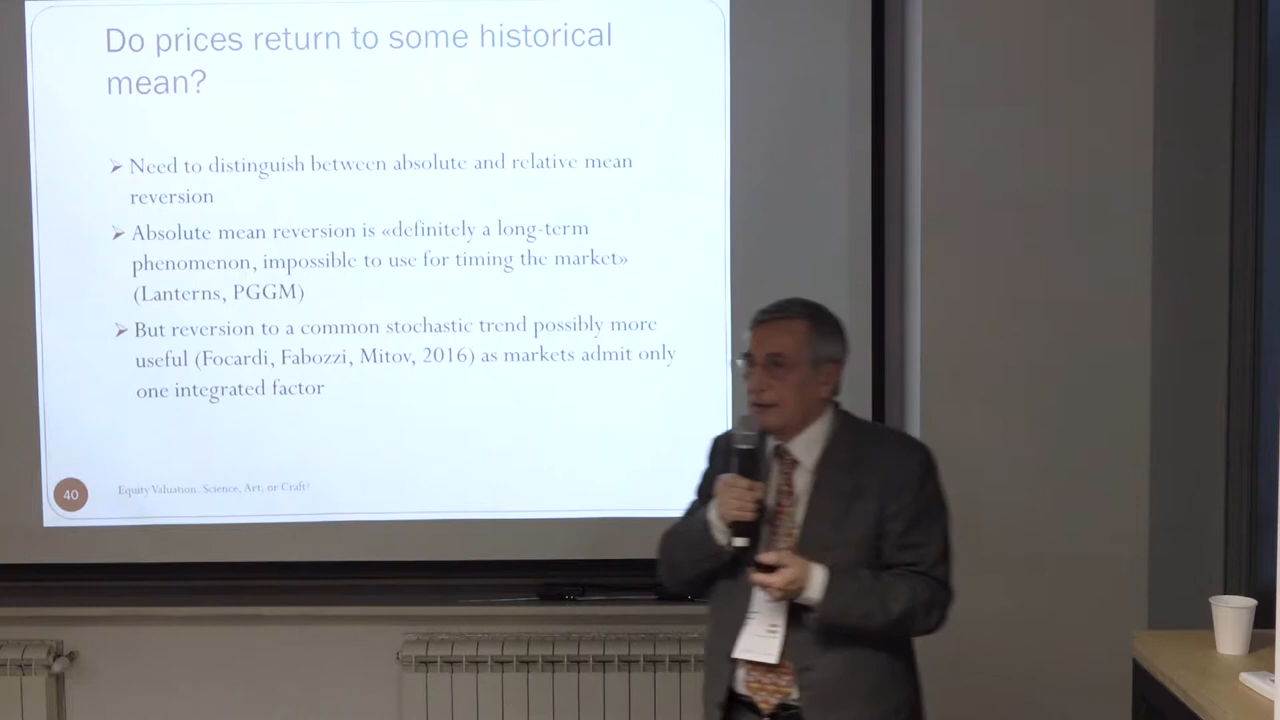 Do prices return to some historical
mean?
➢ Need to distinguish between absolute and relative mean
reversion
➢ Absolute mean reversion is «definitely a long-term
phenomenon, impossible to use for timing the market»
(Lanterns, PGGM)
➢ But reversion to a common stochastic trend possibly more
useful (Focardi, Fabozzi, Mitov, 2016) as markets admit only
one integrated factor
40
Equity Valuation. Science, Art, or Craft?